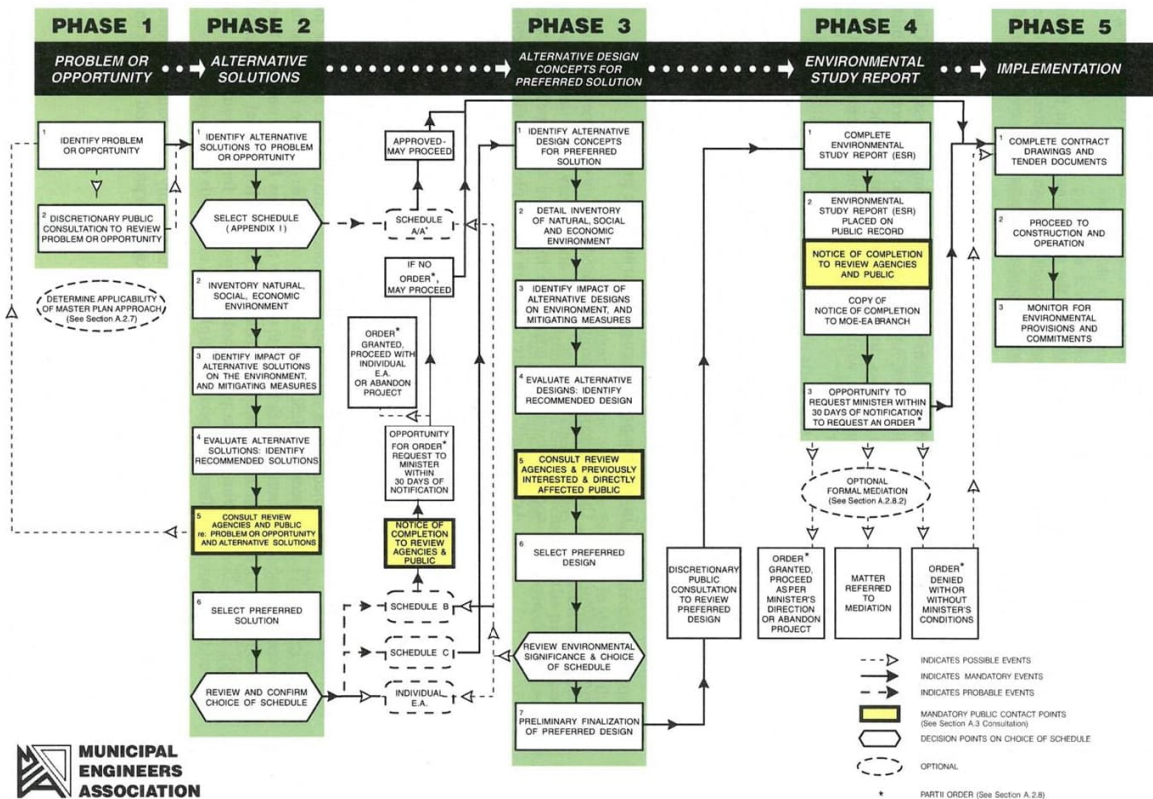 PHASE 1
PHASE 2
PHASE 3
PHASE 4
PHASE 5
PROBLEM OR
OPPORTUNITY
ALTERNATIVE
SOLUTIONS
ALTERNATIVE DESIGN
CONCEPTS FOR
PREFERRED SOLUTION
ENVIRONMENTAL
STUDY REPORT
IMPLEMENTATION
1
IDENTIFY PROBLEM
OR OPPORTUNITY
2
DISCRETIONARY PUBLIC
CONSULTATION TO REVIEW
PROBLEM OR OPPORTUNITY
DETERMINE APPLICABILITY
OF MASTER PLAN APPROACH
(See Section A.2.7)
1
IDENTIFY ALTERNATIVE
SOLUTIONS TO PROBLEM
OR OPPORTUNITY
SELECT SCHEDULE
(APPENDIX I)
2
INVENTORY NATURAL,
SOCIAL, ECONOMIC
ENVIRONMENT
3
IDENTIFY IMPACT OF
ALTERNATIVE SOLUTIONS
ON THE ENVIRONMENT,
AND MITIGATING MEASURES
4
EVALUATE ALTERNATIVE
SOLUTIONS: IDENTIFY
RECOMMENDED SOLUTIONS
5
CONSULT REVIEW
AGENCIES AND PUBLIC
re: PROBLEM OR OPPORTUNITY
AND ALTERNATIVE SOLUTIONS
6
SELECT PREFERRED
SOLUTION
REVIEW AND CONFIRM
CHOICE OF SCHEDULE
APPROVED-
MAY PROCEED
SCHEDULE
A/A+
IF NO
ORDER*,
MAY PROCEED
ORDER*
GRANTED,
PROCEED WITH
INDIVIDUAL
E.A.
OR ABANDON
PROJECT
OPPORTUNITY
FOR ORDER*
REQUEST TO
MINISTER
WITHIN
30 DAYS OF
NOTIFICATION
NOTICE OF
COMPLETION
TO REVIEW
AGENCIES &
PUBLIC
SCHEDULE B
SCHEDULE C
INDIVIDUAL
E.A.
1
IDENTIFY ALTERNATIVE
DESIGN CONCEPTS
FOR PREFERRED
SOLUTION
2
DETAIL INVENTORY
OF NATURAL, SOCIAL
AND ECONOMIC
ENVIRONMENT
3
IDENTIFY IMPACT OF
ALTERNATIVE DESIGNS
ON ENVIRONMENT, AND
MITIGATING MEASURES
4
EVALUATE ALTERNATIVE
DESIGNS: IDENTIFY
RECOMMENDED DESIGN
5
CONSULT REVIEW
AGENCIES & PREVIOUSLY
INTERESTED & DIRECTLY
AFFECTED PUBLIC
6
SELECT PREFERRED
DESIGN
REVIEW ENVIRONMENTAL
SIGNIFICANCE & CHOICE
OF SCHEDULE
7
PRELIMINARY FINALIZATION
OF PREFERRED DESIGN
DISCRETIONARY
PUBLIC
CONSULTATION
TO REVIEW
PREFERRED
DESIGN
1
COMPLETE
ENVIRONMENTAL
STUDY REPORT (ESR)
2
ENVIRONMENTAL
STUDY REPORT (ESR)
PLACED ON
PUBLIC RECORD
NOTICE OF COMPLETION
TO REVIEW AGENCIES
AND PUBLIC
COPY OF
NOTICE OF COMPLETION
TO MOE-EA BRANCH
3
OPPORTUNITY TO
REQUEST MINISTER WITHIN
30 DAYS OF NOTIFICATION
TO REQUEST AN ORDER*
OPTIONAL
FORMAL MEDIATION
(See Section A.2.8.2)
ORDER*
GRANTED,
PROCEED
AS PER
MINISTER'S
DIRECTION
OR ABANDON
PROJECT
MATTER
REFERRED
TO
MEDIATION
ORDER*
DENIED
WITH OR
WITHOUT
MINISTER'S
CONDITIONS
1
COMPLETE CONTRACT
DRAWINGS AND
TENDER DOCUMENTS
2
PROCEED TO
CONSTRUCTION AND
OPERATION
3
MONITOR FOR
ENVIRONMENTAL
PROVISIONS AND
COMMITMENTS
INDICATES POSSIBLE EVENTS
INDICATES MANDATORY EVENTS
INDICATES PROBABLE EVENTS
MANDATORY PUBLIC CONTACT POINTS
(See Section A.3 Consultation)
DECISION POINTS ON CHOICE OF SCHEDULE
OPTIONAL
* PART II ORDER (See Section A.2.8)
MUNICIPAL
ENGINEERS
ASSOCIATION